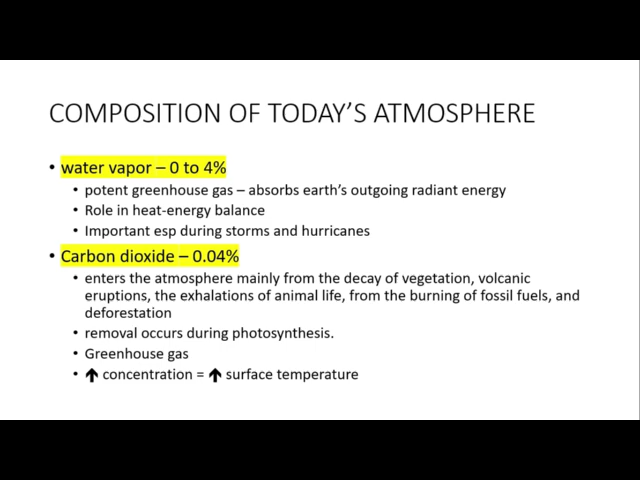 COMPOSITION OF TODAY'S ATMOSPHERE
• water vapor – 0 to 4%
• potent greenhouse gas – absorbs earth's outgoing radiant energy
• Role in heat-energy balance
• Important esp during storms and hurricanes
• Carbon dioxide – 0.04%
• enters the atmosphere mainly from the decay of vegetation, volcanic
eruptions, the exhalations of animal life, from the burning of fossil fuels, and
deforestation
• removal occurs during photosynthesis.
• Greenhouse gas
• 🡹 concentration = 🡹 surface temperature